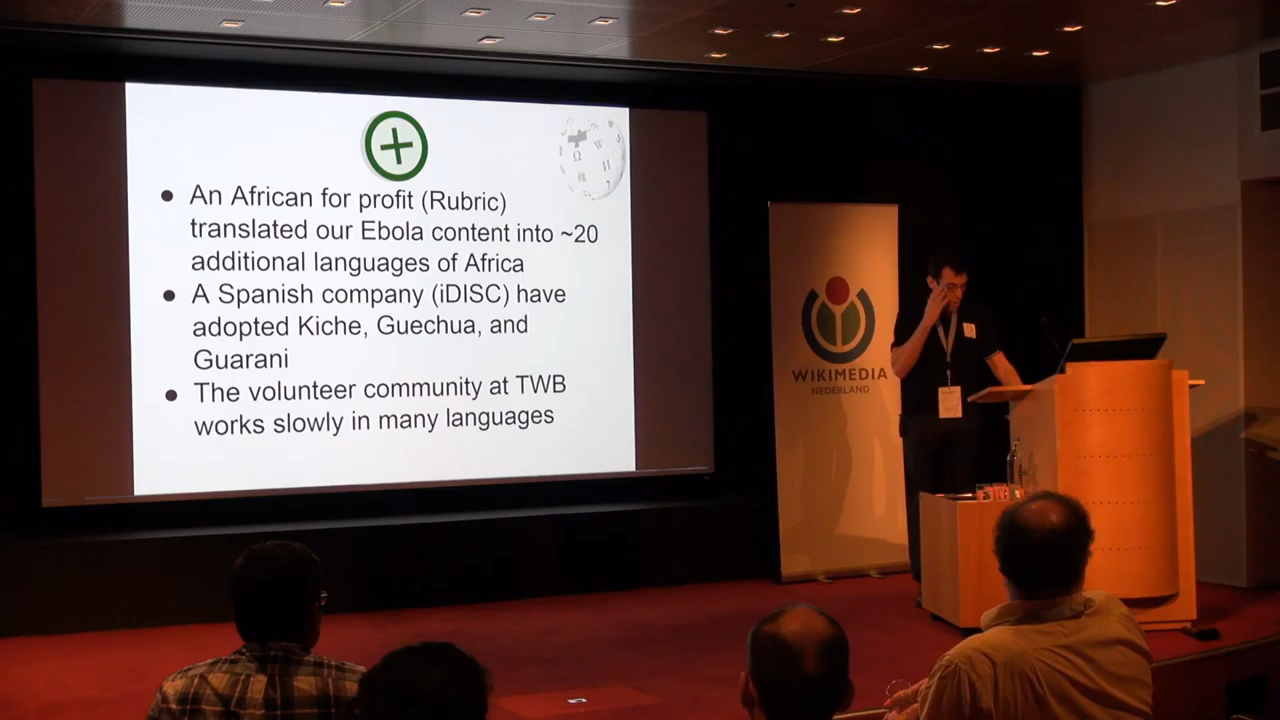 An African for profit (Rubric)
translated our Ebola content into ~20
additional languages of Africa
A Spanish company (iDISC) have
adopted Kiche, Guechua, and
Guarani
The volunteer community at TWB
works slowly in many languages
WIKIMEDIA
NEDERLAND